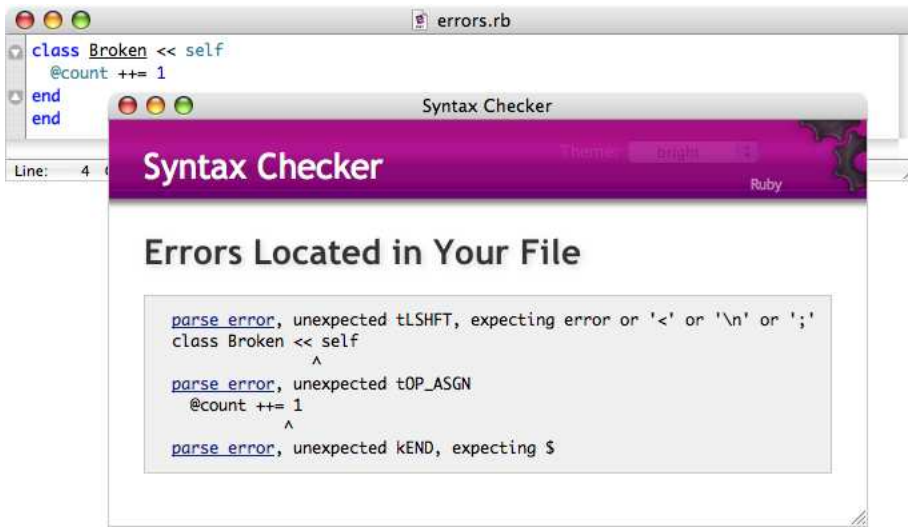 errors.rb
class Broken << self
@count ++= 1
end
end
Line: 4
Syntax Checker
Syntax Checker
Theme: bright
Ruby
Errors Located in Your File
parse error, unexpected tLSHFT, expecting error or '<' or '\n' or ';'
class Broken << self
^
parse error, unexpected tOP_ASGN
@count ++= 1
^
parse error, unexpected kEND, expecting $